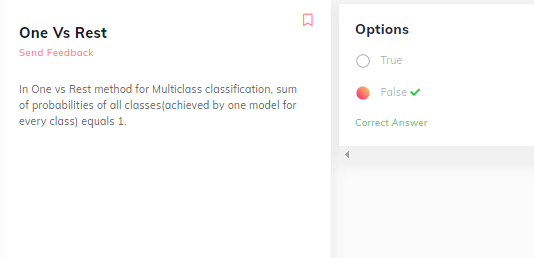 One Vs Rest
Send Feedback
In One vs Rest method for Multiclass classification, sum
of probabilities of all classes(achieved by one model for
every class) equals 1.
Options
True
False
Correct Answer